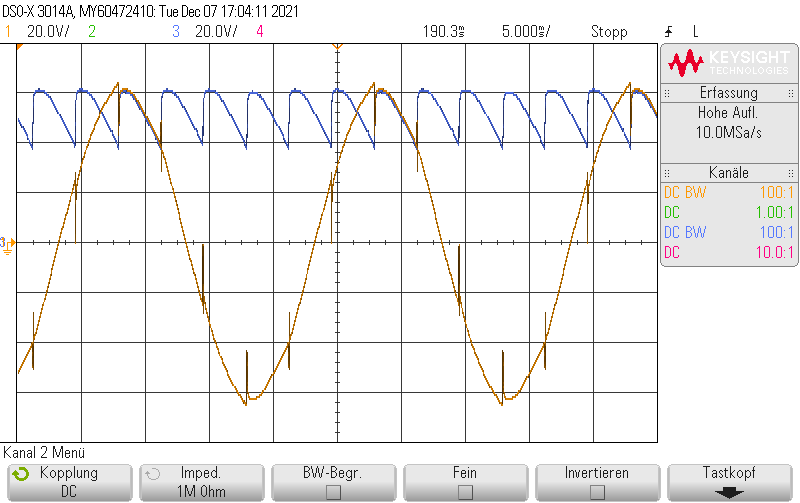 DSO-X 3014A, MY60472410: Tue Dec 07 17:04:11 2021
1 20.0V/ 2 3 20.0V/ 4 190.3s 5.000s/ Stopp L
KEYSIGHT
TECHNOLOGIES
Erfassung
Hohe Aufl.
10.0MSa/s
Kanäle
DC BW 100:1
DC 1.00:1
DC BW 100:1
DC 10.0:1
3
Kanal 2 Menü
Kopplung
DC
Imped.
1M Ohm
BW-Begr.
Fein
Invertieren
Tastkopf